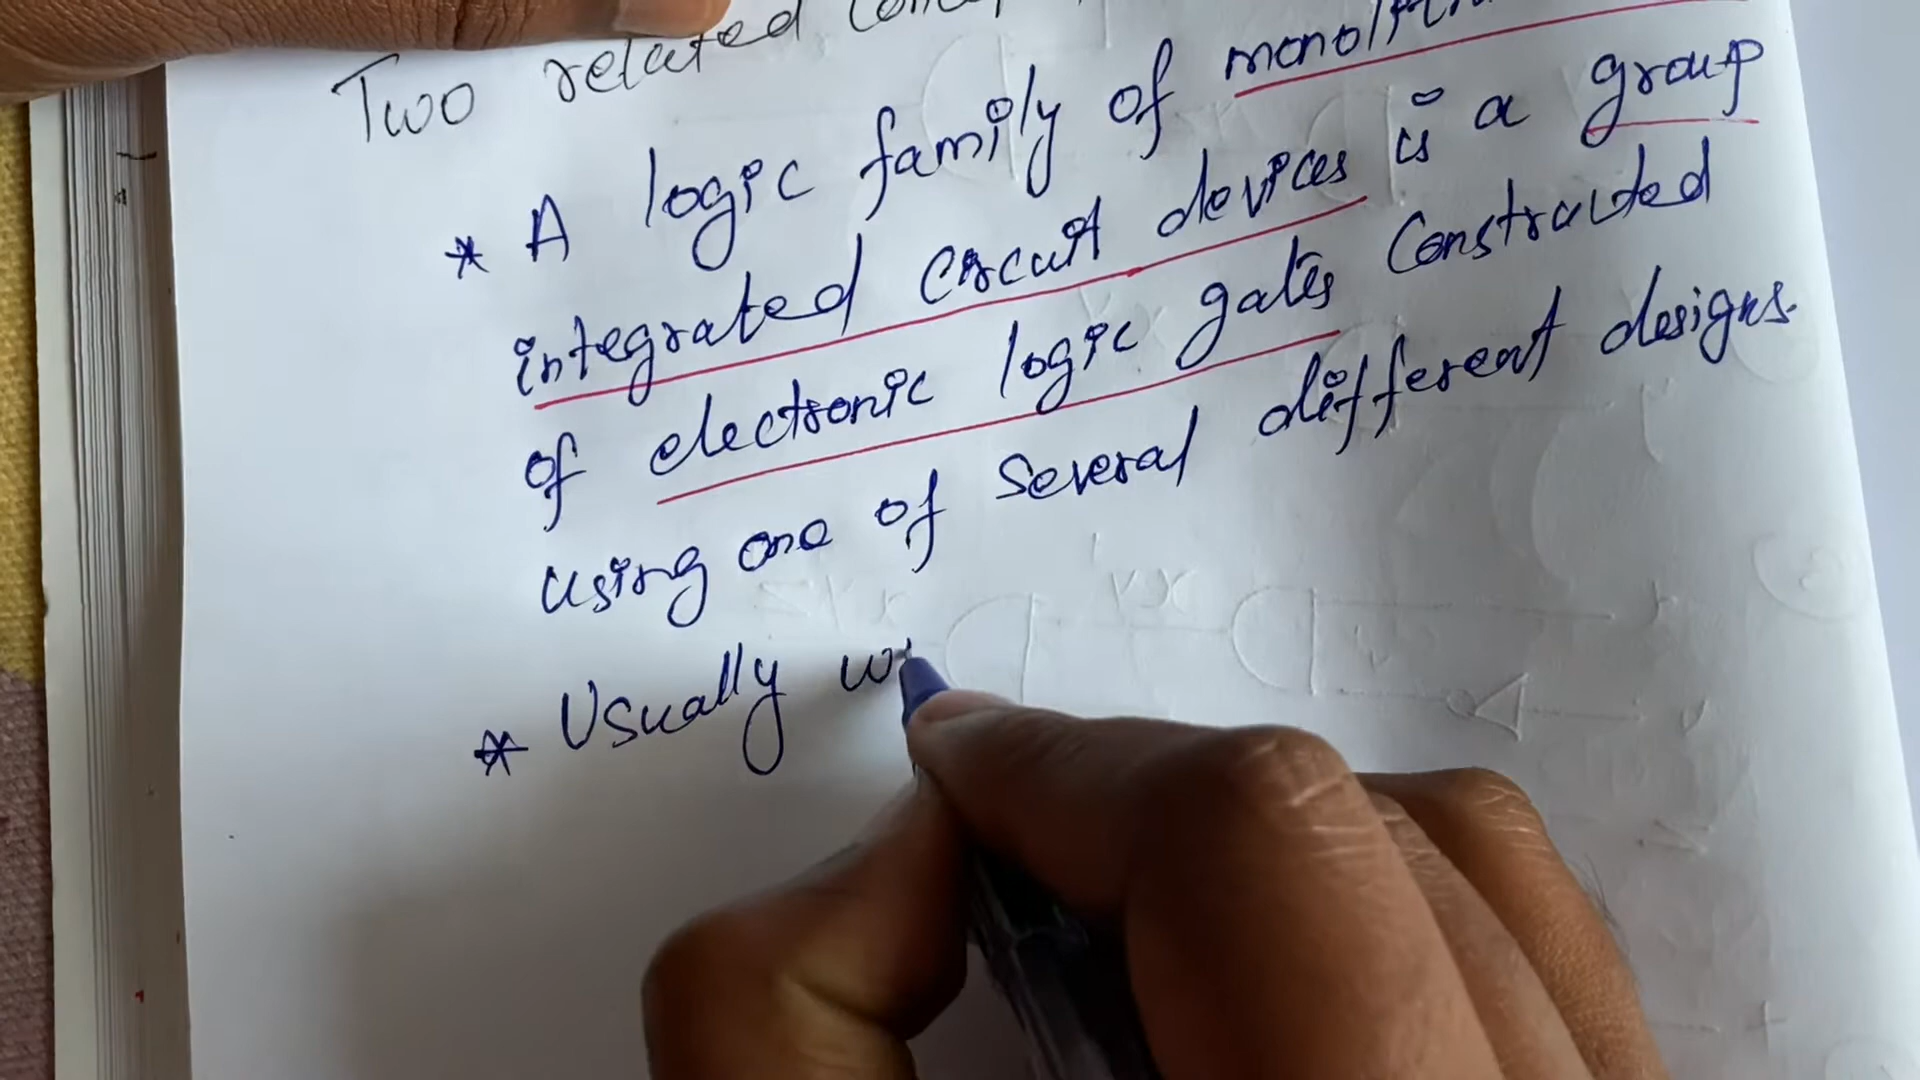 Two related
* A logic family of
integrated circuit devices is a group
of electronic logic gates constructed
using one of several different designs.
* Usually